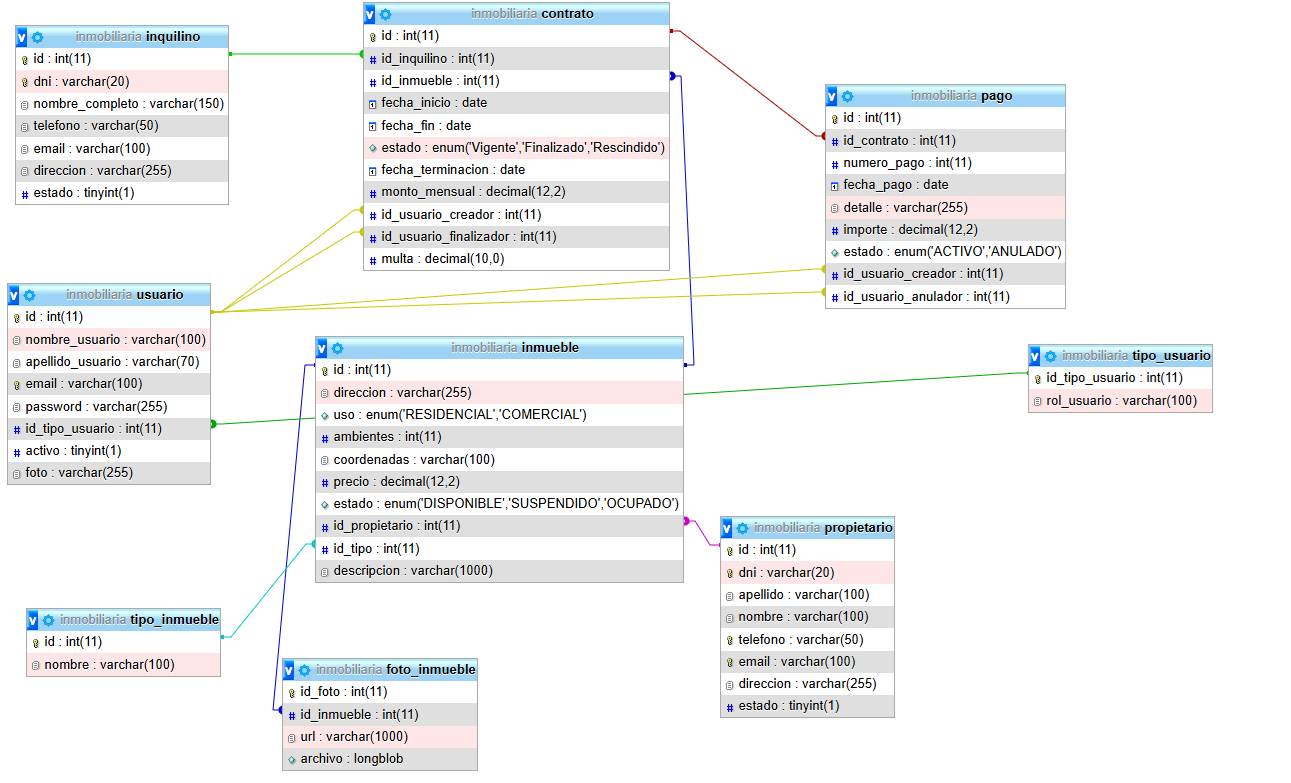 inmobiliaria inquilino
id : int(11)
dni : varchar(20)
nombre_completo : varchar(150)
telefono : varchar(50)
email : varchar(100)
direccion : varchar(255)
estado : tinyint(1)
inmobiliaria contrato
id : int(11)
id_inquilino : int(11)
id_inmueble : int(11)
fecha_inicio : date
fecha_fin : date
estado : enum('Vigente','Finalizado','Rescindido')
fecha_terminacion : date
monto_mensual : decimal(12,2)
id_usuario_creador : int(11)
id_usuario_finalizador : int(11)
multa : decimal(10,0)
inmobiliaria pago
id : int(11)
id_contrato : int(11)
numero_pago : int(11)
fecha_pago : date
detalle : varchar(255)
importe : decimal(12,2)
estado : enum('ACTIVO','ANULADO')
id_usuario_creador : int(11)
id_usuario_anulador : int(11)
inmobiliaria usuario
id : int(11)
nombre_usuario : varchar(100)
apellido_usuario : varchar(70)
email : varchar(100)
password : varchar(255)
id_tipo_usuario : int(11)
activo : tinyint(1)
foto : varchar(255)
inmobiliaria inmueble
id : int(11)
direccion : varchar(255)
uso : enum('RESIDENCIAL','COMERCIAL')
ambientes : int(11)
coordenadas : varchar(100)
precio : decimal(12,2)
estado : enum('DISPONIBLE','SUSPENDIDO','OCUPADO')
id_propietario : int(11)
id_tipo : int(11)
descripcion : varchar(1000)
inmobiliaria tipo_usuario
id_tipo_usuario : int(11)
rol_usuario : varchar(100)
inmobiliaria propietario
id : int(11)
dni : varchar(20)
apellido : varchar(100)
nombre : varchar(100)
telefono : varchar(50)
email : varchar(100)
direccion : varchar(255)
estado : tinyint(1)
inmobiliaria tipo_inmueble
id : int(11)
nombre : varchar(100)
inmobiliaria foto_inmueble
id_foto : int(11)
id_inmueble : int(11)
url : varchar(1000)
archivo : longblob